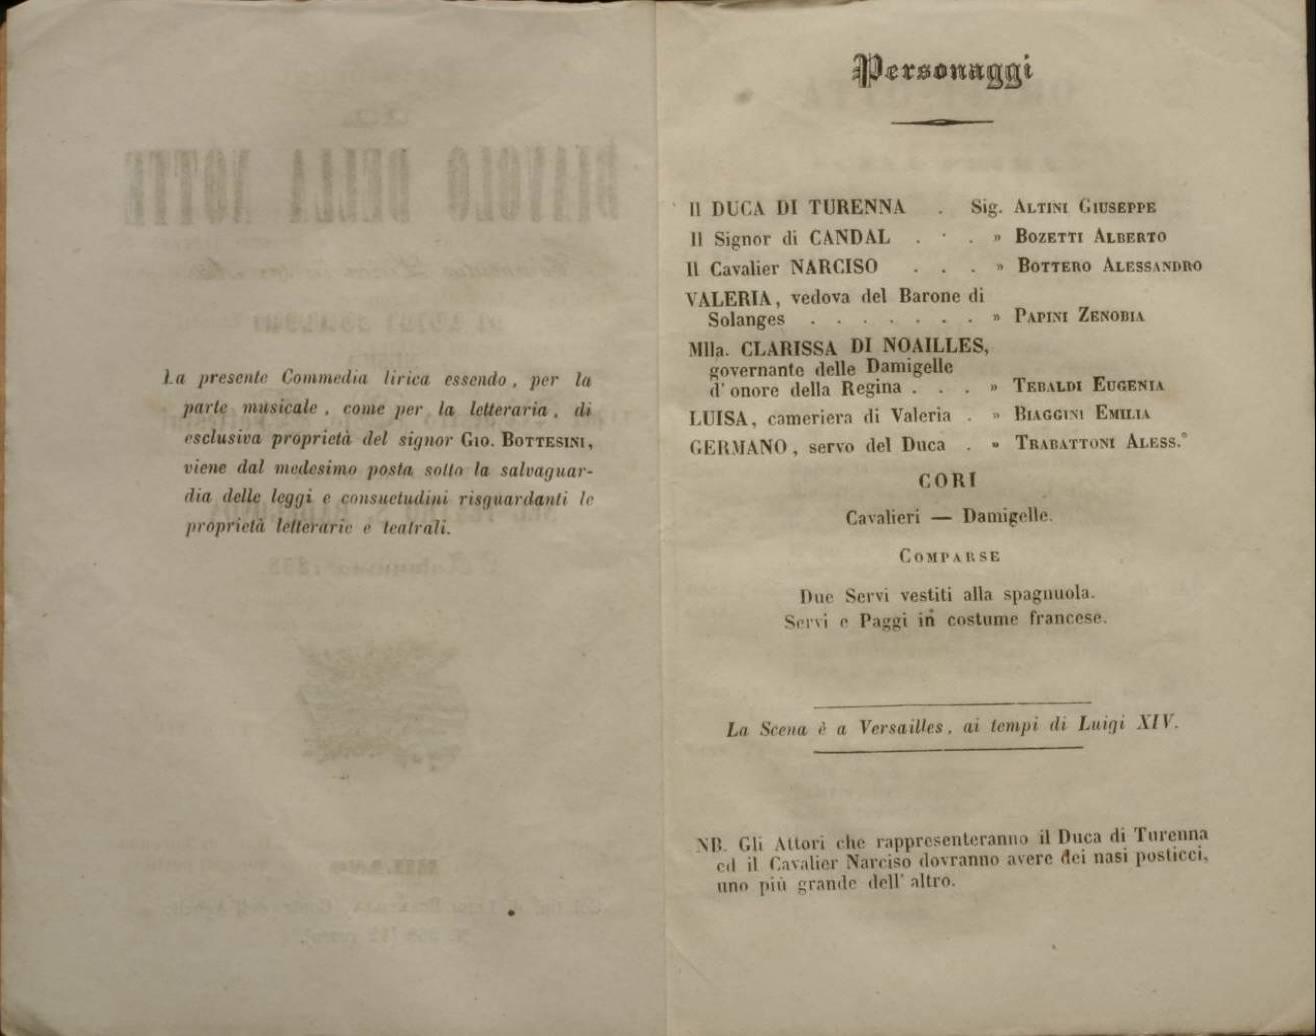 La presente Commedia lirica essendo, per la
parte musicale, come per la letteraria, di
esclusiva proprietà del signor GIO. BOTTESINI,
viene dal medesimo posta sotto la salvaguar-
dia delle leggi e consuetudini risguardanti le
proprietà letterarie e teatrali.
Personaggi
Il DUCA DI TURENNA . Sig. ALTINI GIUSEPPE
Il Signor di CANDAL . . . » BOZETTI ALBERTO
Il Cavalier NARCISO . . . » BOTTERO ALESSANDRO
VALERIA, vedova del Barone di
Solanges . . . . . . . » PAPINI ZENOBIA
Mlla. CLARISSA DI NOAILLES,
governante delle Damigelle
d'onore della Regina . . . » TEBALDI EUGENIA
LUISA, cameriera di Valeria . » BIAGGINI EMILIA
GERMANO, servo del Duca . » TRABATTONI ALESS.°
CORI
Cavalieri — Damigelle.
COMPARSE
Due Servi vestiti alla spagnuola.
Servi e Paggi in costume francese.
La Scena è a Versailles, ai tempi di Luigi XIV.
NB. Gli Attori che rappresenteranno il Duca di Turenna
ed il Cavalier Narciso dovranno avere dei nasi posticci,
uno più grande dell'altro.